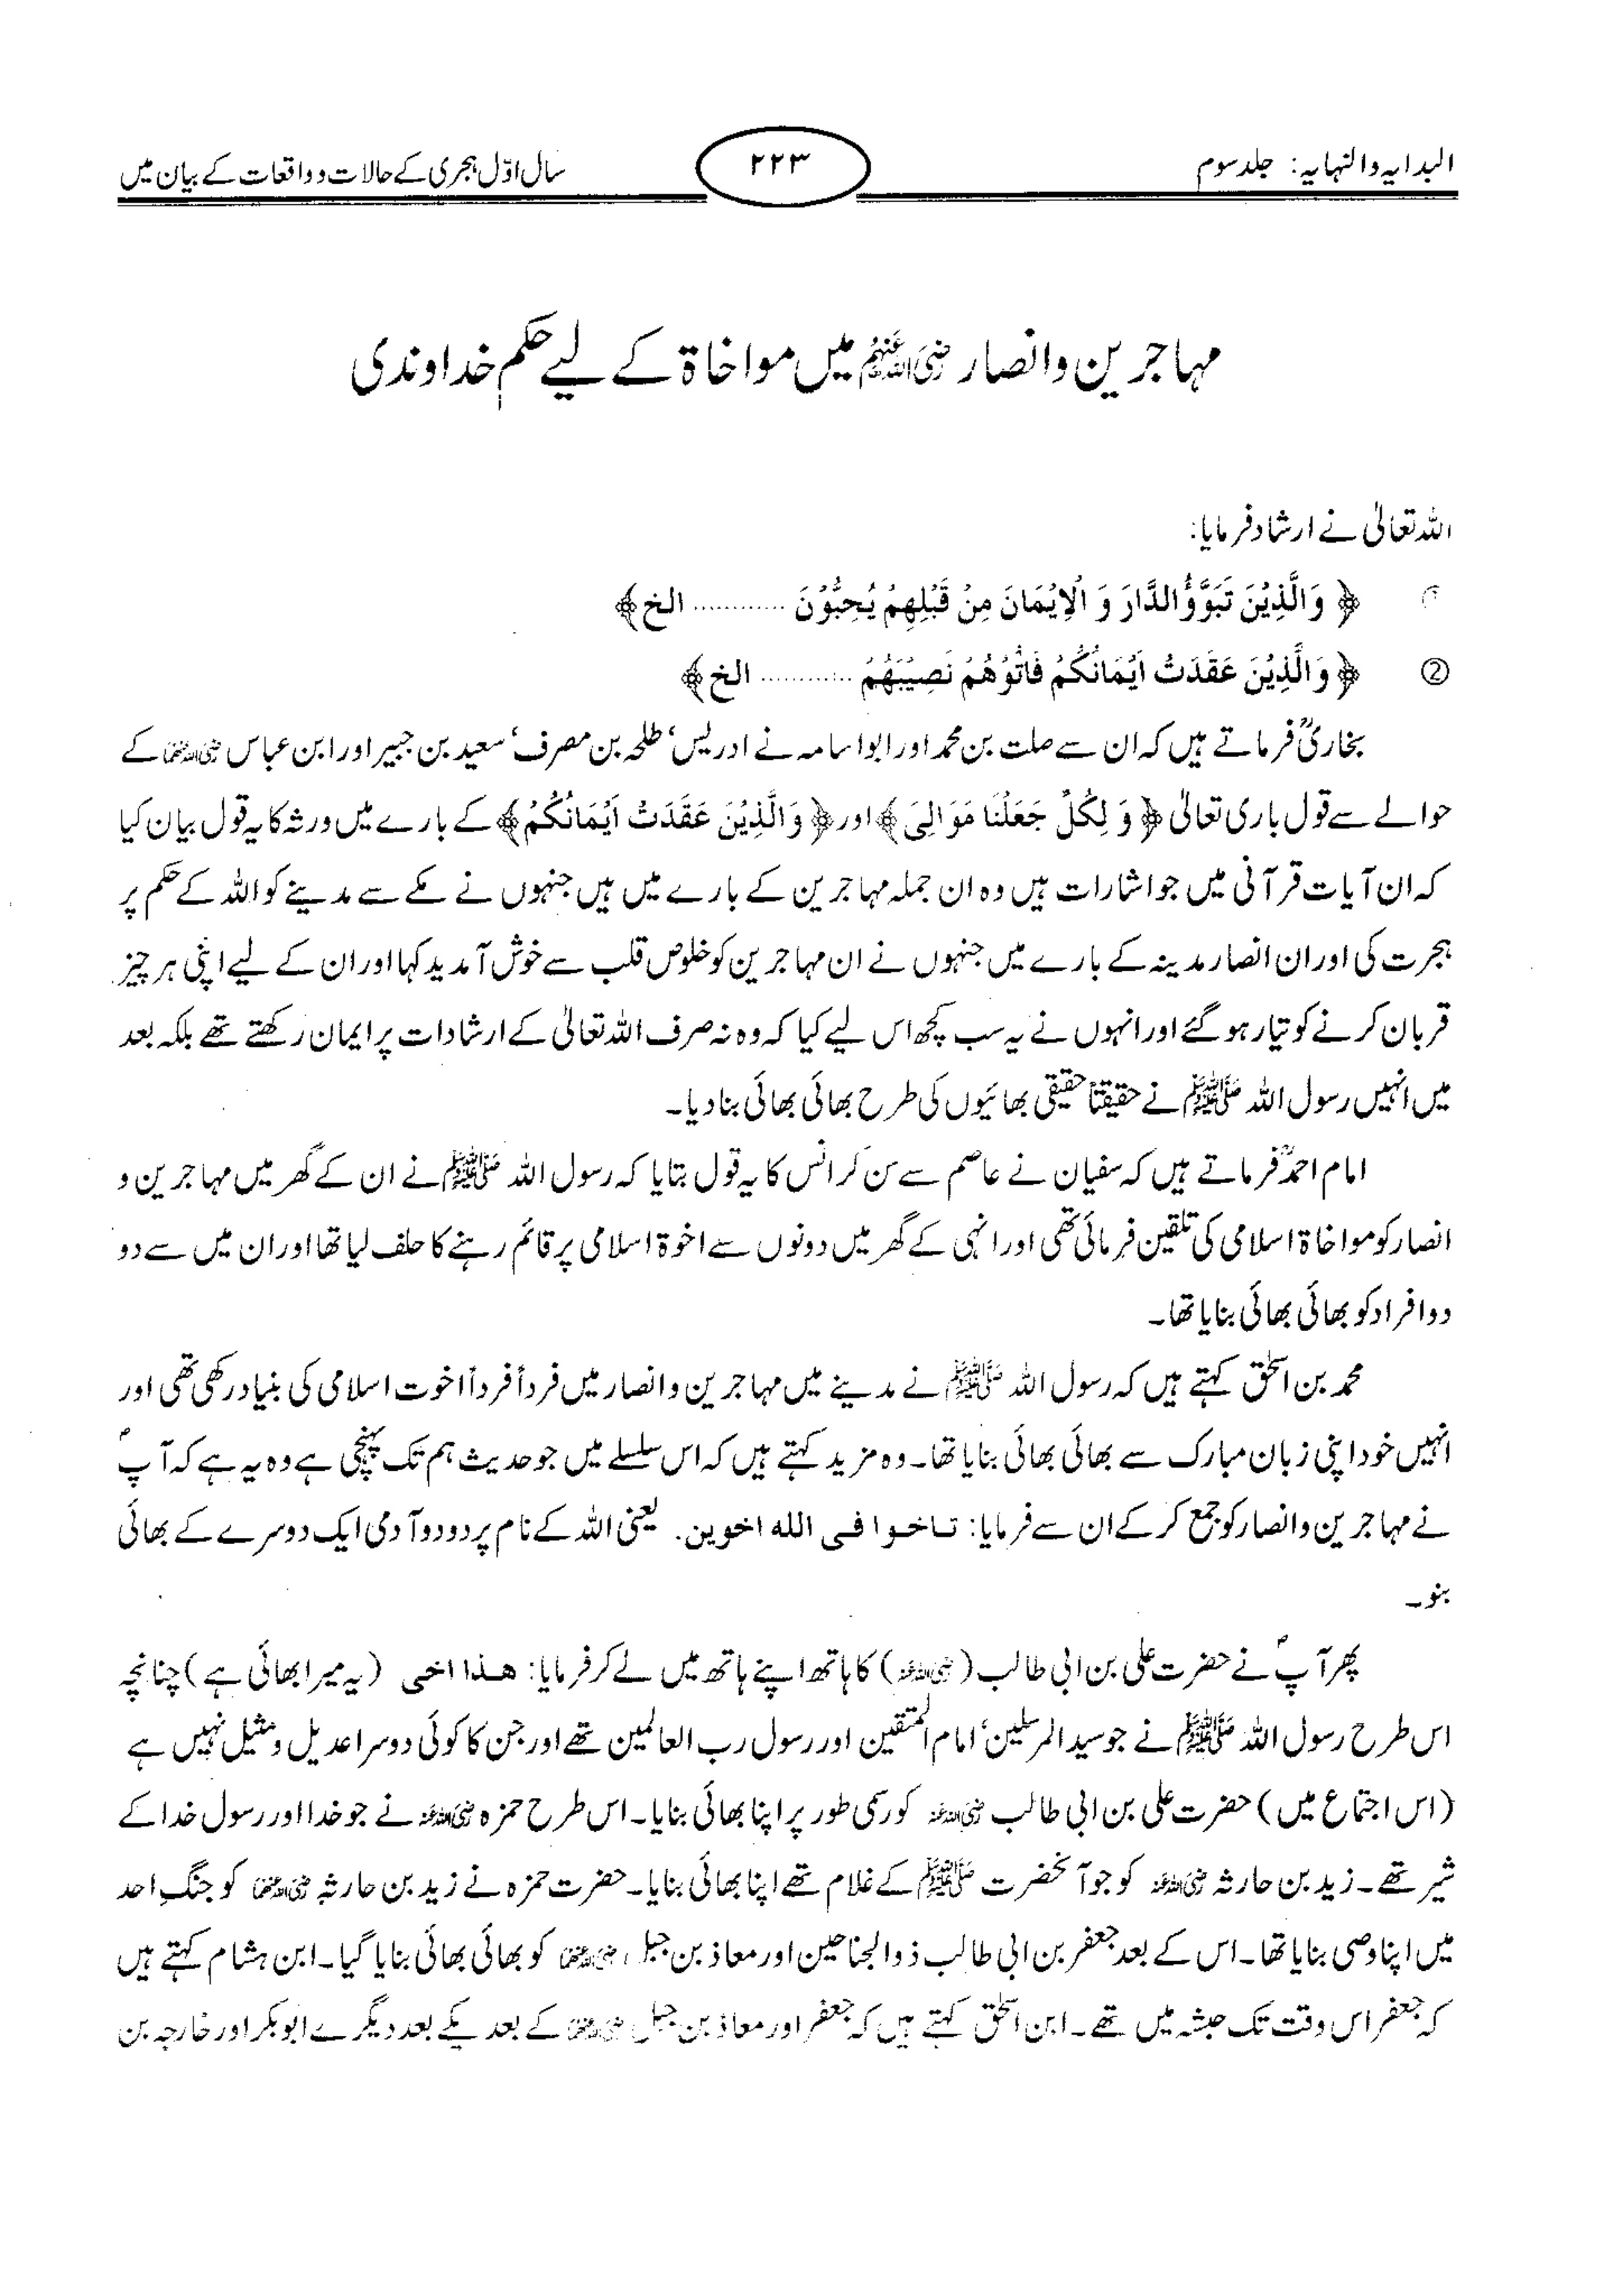 البدایہ والنہایہ: جلد سوم
۲۲۳
سال اوّل ہجری کے حالات و واقعات کے بیان میں
مہاجرین و انصار رضی اللہ عنہم میں مواخاۃ کے لیے حکم خداوندی
اللہ تعالیٰ نے ارشاد فرمایا:
﴿ وَالَّذِیْنَ تَبَوَّؤُالدَّارَ وَ الْاِیْمَانَ مِنْ قَبْلِهِمْ یُحِبُّوْنَ ............ الخ﴾
② ﴿ وَالَّذِیْنَ عَقَدَتْ اَیْمَانُکُمْ فَاٰتُوْهُمْ نَصِیْبَهُمْ ............ الخ﴾
بخاریؒ فرماتے ہیں کہ ان سے صلت بن محمد اور ابواسامہ نے ادریس، طلحہ بن مصرف، سعید بن جبیر اور ابن عباس رضی اللہ عنہما کے
حوالے سے قول باری تعالیٰ ﴿ وَ لِکُلٍّ جَعَلْنَا مَوَالِیَ ﴾ اور ﴿ وَالَّذِیْنَ عَقَدَتْ اَیْمَانُکُمْ ﴾ کے بارے میں ورثہ کا یہ قول بیان کیا
کہ ان آیات قرآنی میں جو اشارات ہیں وہ ان جملہ مہاجرین کے بارے میں ہیں جنہوں نے مکے سے مدینے کو اللہ کے حکم پر
ہجرت کی اور ان انصار مدینہ کے بارے میں جنہوں نے ان مہاجرین کو خلوص قلب سے خوش آمدید کہا اور ان کے لیے اپنی ہر چیز
قربان کرنے کو تیار ہو گئے اور انہوں نے یہ سب کچھ اس لیے کیا کہ وہ نہ صرف اللہ تعالیٰ کے ارشادات پر ایمان رکھتے تھے بلکہ بعد
میں انہیں رسول اللہ ﷺ نے حقیقتاً حقیقی بھائیوں کی طرح بھائی بھائی بنا دیا۔
امام احمدؒ فرماتے ہیں کہ سفیان نے عاصم سے سن کر انس کا یہ قول بتایا کہ رسول اللہ ﷺ نے ان کے گھر میں مہاجرین و
انصار کو مواخاۃ اسلامی کی تلقین فرمائی تھی اور انہی کے گھر میں دونوں سے اخوۃ اسلامی پر قائم رہنے کا حلف لیا تھا اور ان میں سے دو
دو افراد کو بھائی بھائی بنایا تھا۔
محمد بن اسحٰق کہتے ہیں کہ رسول اللہ ﷺ نے مدینے میں مہاجرین و انصار میں فرداً فرداً اخوت اسلامی کی بنیاد رکھی تھی اور
انہیں خود اپنی زبان مبارک سے بھائی بھائی بنایا تھا۔ وہ مزید کہتے ہیں کہ اس سلسلے میں جو حدیث ہم تک پہنچی ہے وہ یہ ہے کہ آپؐ
نے مہاجرین و انصار کو جمع کر کے ان سے فرمایا: تاخوا فی الله اخوین. یعنی اللہ کے نام پر دو دو آدمی ایک دوسرے کے بھائی
بنو۔
پھر آپؐ نے حضرت علی بن ابی طالب (رضی اللہ عنہ) کا ہاتھ اپنے ہاتھ میں لے کر فرمایا: هذا اخی (یہ میرا بھائی ہے) چنانچہ
اس طرح رسول اللہ ﷺ نے جو سید المرسلین، امام المتقین اور رسول رب العالمین تھے اور جن کا کوئی دوسرا عدیل و مثیل نہیں ہے
(اس اجتماع میں) حضرت علی بن ابی طالب رضی اللہ عنہ کو رسمی طور پر اپنا بھائی بنایا۔ اس طرح حمزہ رضی اللہ عنہ نے جو خدا اور رسول خدا کے
شیر تھے۔ زید بن حارثہ رضی اللہ عنہ کو جو آنحضرت ﷺ کے غلام تھے اپنا بھائی بنایا۔ حضرت حمزہ نے زید بن حارثہ رضی اللہ عنہما کو جنگِ احد
میں اپنا وصی بنایا تھا۔ اس کے بعد جعفر بن ابی طالب ذوالجناحین اور معاذ بن جبل رضی اللہ عنہما کو بھائی بھائی بنایا گیا۔ ابن ہشام کہتے ہیں
کہ جعفر اس وقت تک حبشہ میں تھے۔ ابن اسحٰق کہتے ہیں کہ جعفر اور معاذ بن جبل رضی اللہ عنہما کے بعد یکے بعد دیگرے ابوبکر اور خارجہ بن